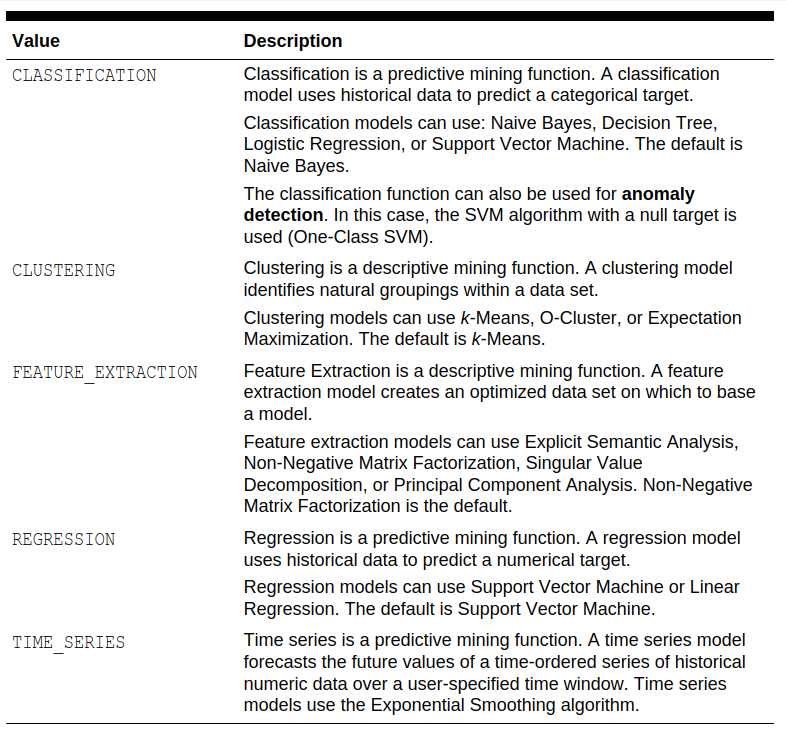 Value Description
CLASSIFICATION Classification is a predictive mining function. A classification
model uses historical data to predict a categorical target.
Classification models can use: Naive Bayes, Decision Tree,
Logistic Regression, or Support Vector Machine. The default is
Naive Bayes.
The classification function can also be used for anomaly
detection. In this case, the SVM algorithm with a null target is
used (One-Class SVM).
CLUSTERING Clustering is a descriptive mining function. A clustering model
identifies natural groupings within a data set.
Clustering models can use k-Means, O-Cluster, or Expectation
Maximization. The default is k-Means.
FEATURE_EXTRACTION Feature Extraction is a descriptive mining function. A feature
extraction model creates an optimized data set on which to base
a model.
Feature extraction models can use Explicit Semantic Analysis,
Non-Negative Matrix Factorization, Singular Value
Decomposition, or Principal Component Analysis. Non-Negative
Matrix Factorization is the default.
REGRESSION Regression is a predictive mining function. A regression model
uses historical data to predict a numerical target.
Regression models can use Support Vector Machine or Linear
Regression. The default is Support Vector Machine.
TIME_SERIES Time series is a predictive mining function. A time series model
forecasts the future values of a time-ordered series of historical
numeric data over a user-specified time window. Time series
models use the Exponential Smoothing algorithm.